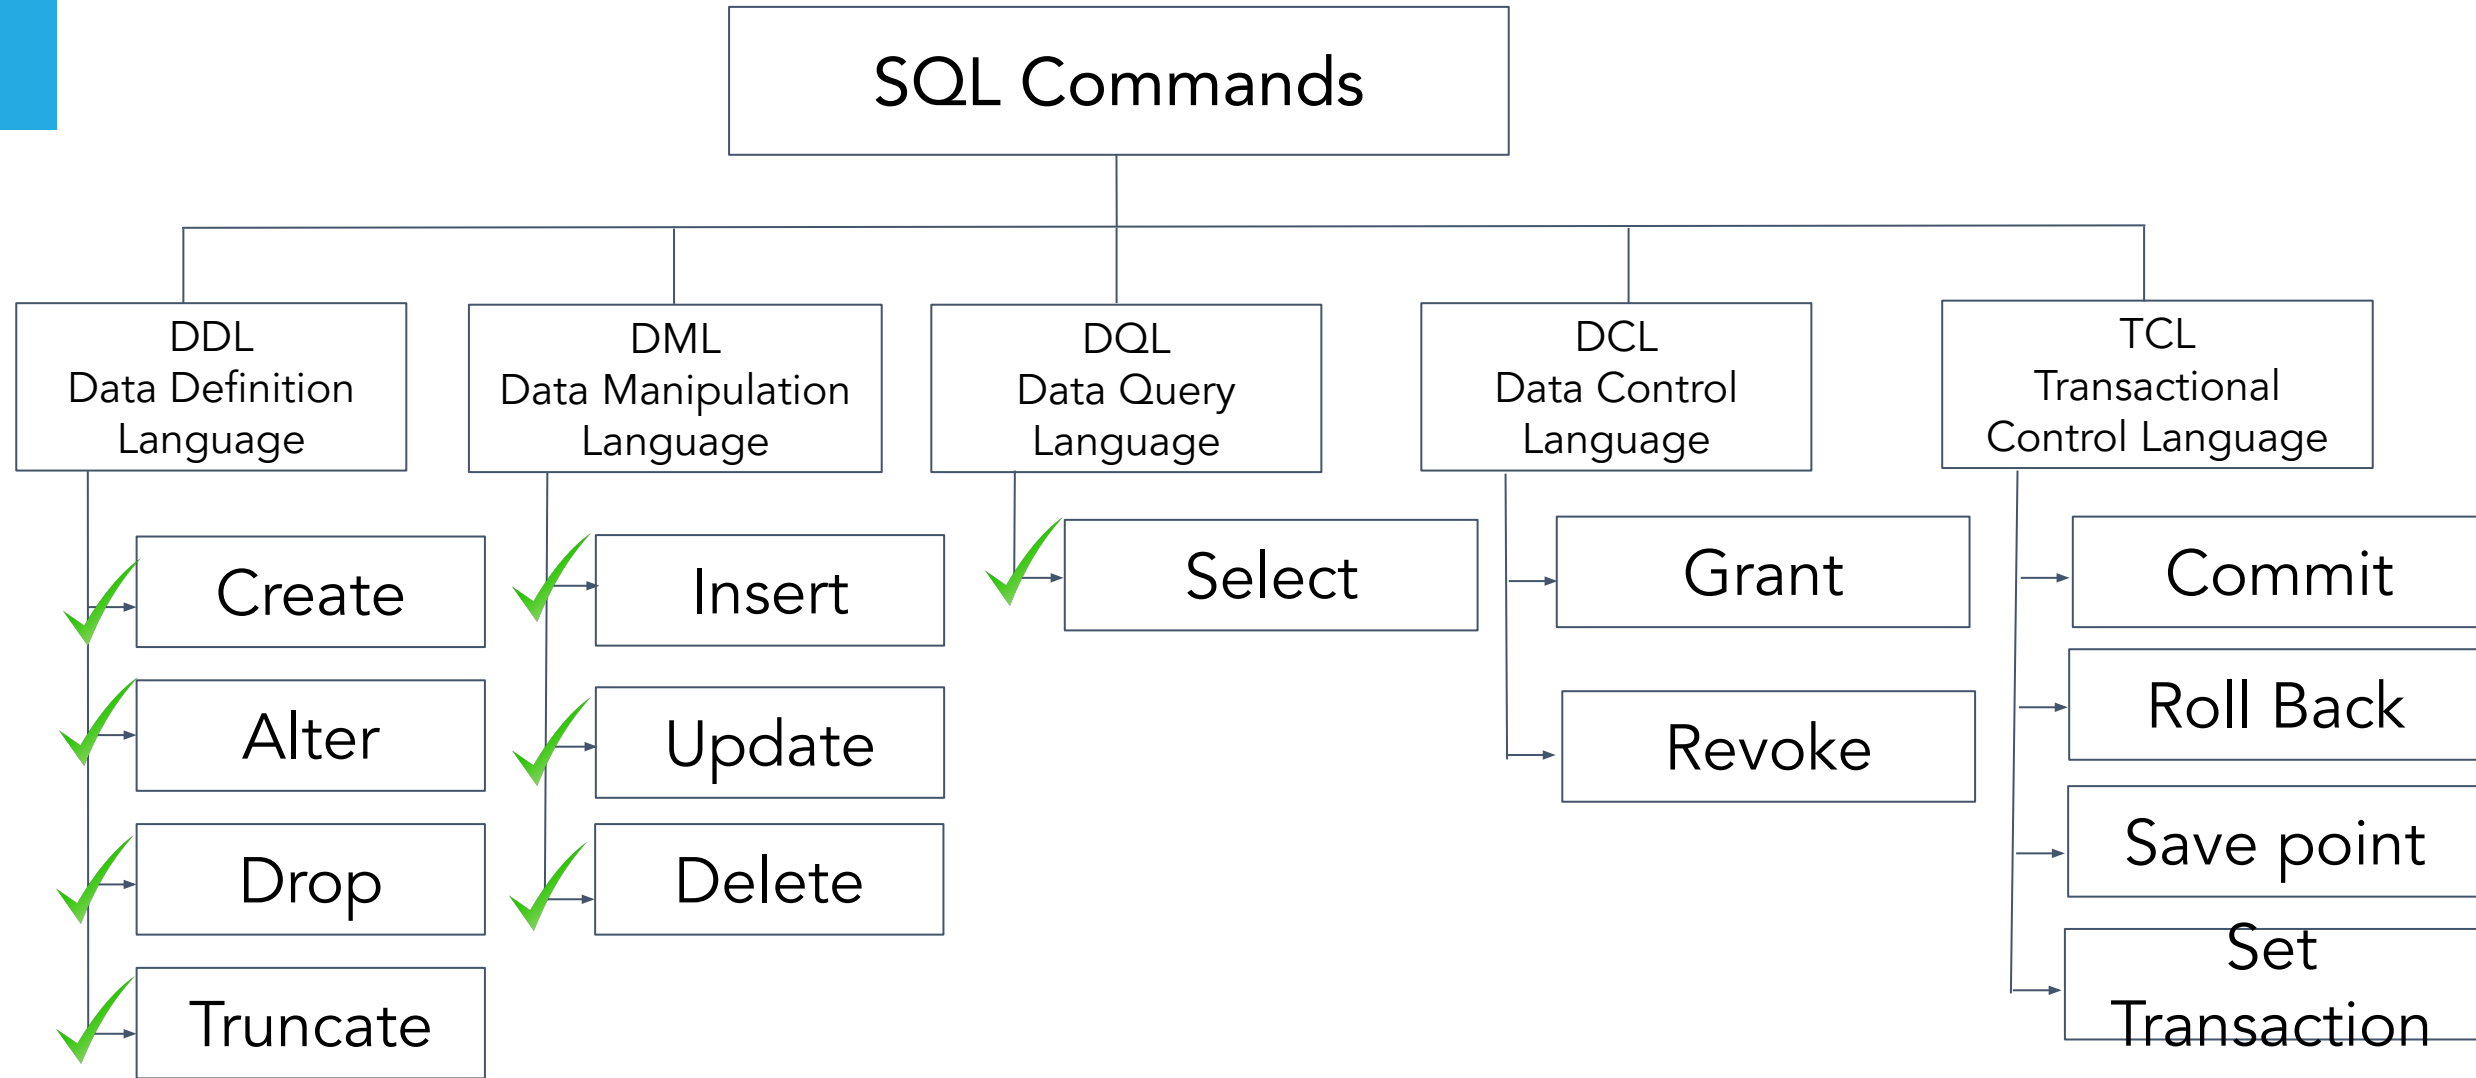 SQL Commands
DDL
Data Definition
Language
DML
Data Manipulation
Language
DQL
Data Query
Language
DCL
Data Control
Language
TCL
Transactional
Control Language
Create
Alter
Drop
Truncate
Insert
Update
Delete
Select
Grant
Revoke
Commit
Roll Back
Save point
Set
Transaction